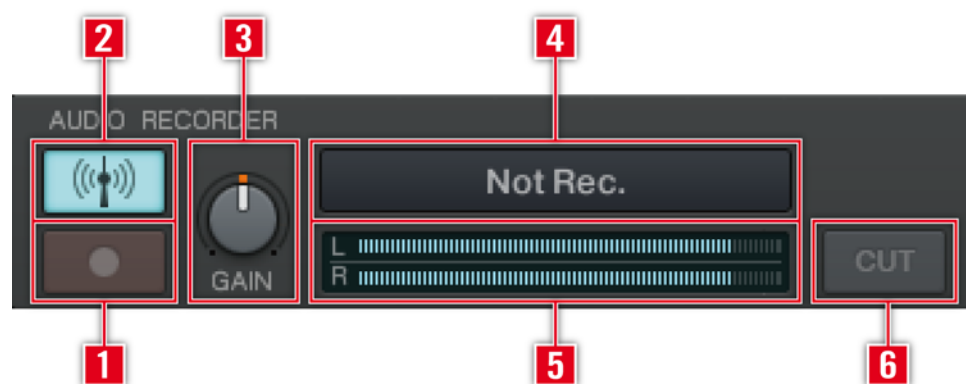 2 3 4
AUDIO RECORDER
Not Rec.
L
R
GAIN
CUT
1 5 6